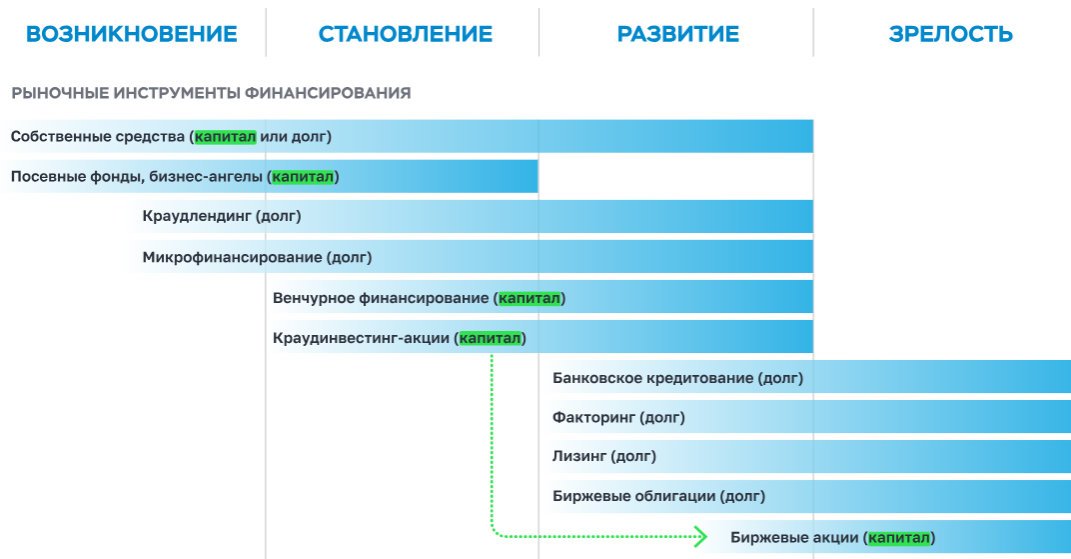 ВОЗНИКНОВЕНИЕ СТАНОВЛЕНИЕ РАЗВИТИЕ ЗРЕЛОСТЬ
РЫНОЧНЫЕ ИНСТРУМЕНТЫ ФИНАНСИРОВАНИЯ
Собственные средства (капитал или долг)
Посевные фонды, бизнес-ангелы (капитал)
Краудлендинг (долг)
Микрофинансирование (долг)
Венчурное финансирование (капитал)
Краудинвестинг-акции (капитал)
Банковское кредитование (долг)
Факторинг (долг)
Лизинг (долг)
Биржевые облигации (долг)
Биржевые акции (капитал)